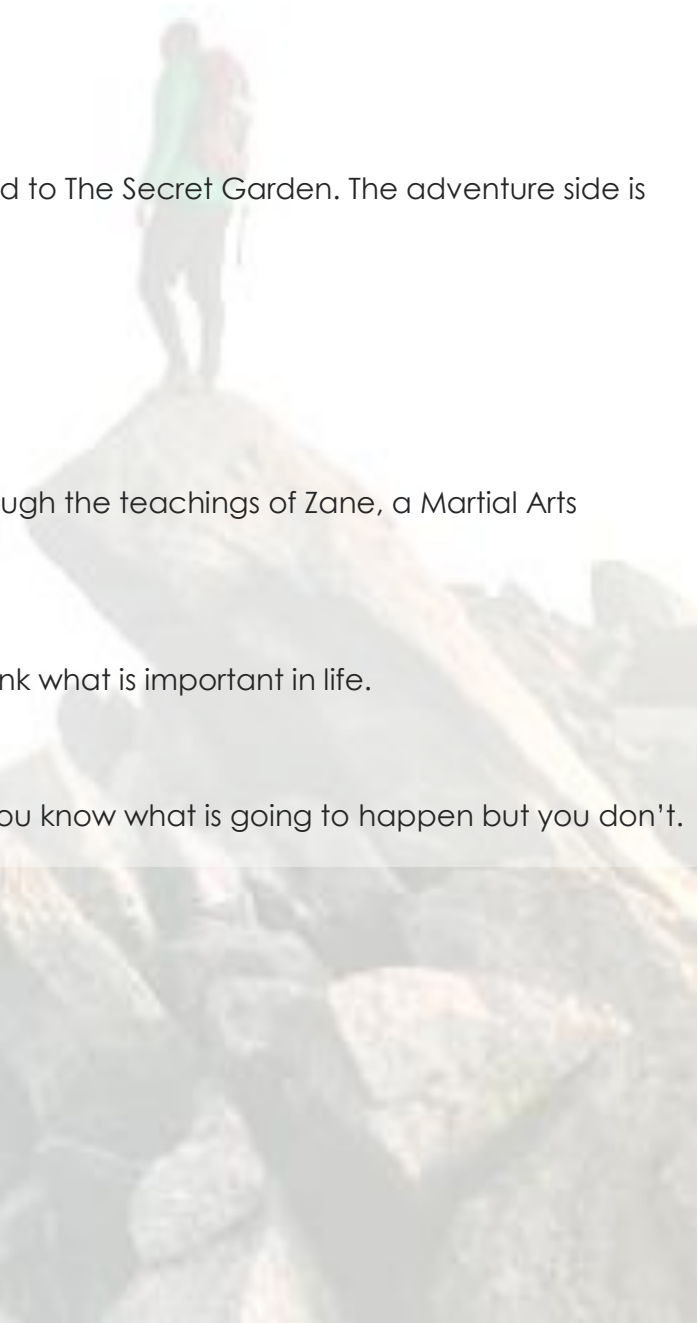 d to The Secret Garden. The adventure side is
ugh the teachings of Zane, a Martial Arts
nk what is important in life.
ou know what is going to happen but you don't.